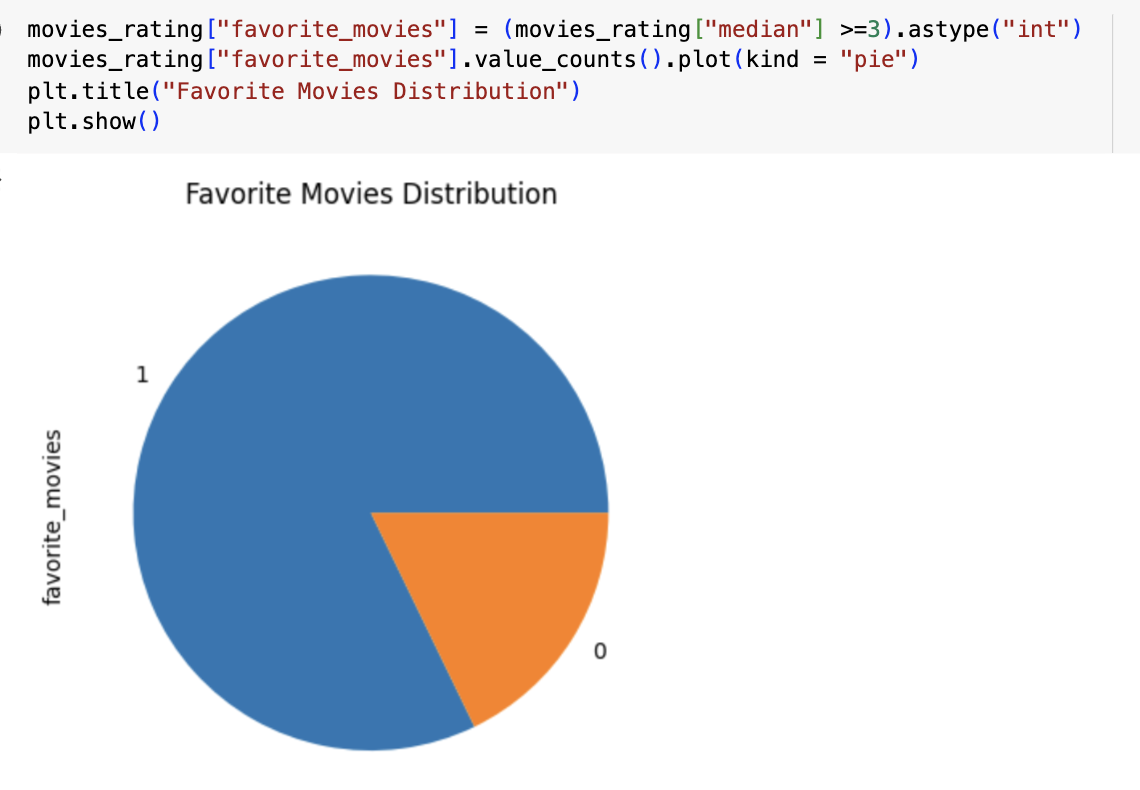 movies_rating["favorite_movies"] = (movies_rating["median"] >=3).astype("int")
movies_rating["favorite_movies"].value_counts().plot(kind = "pie")
plt.title("Favorite Movies Distribution")
plt.show()
Favorite Movies Distribution
1
favorite_movies
0